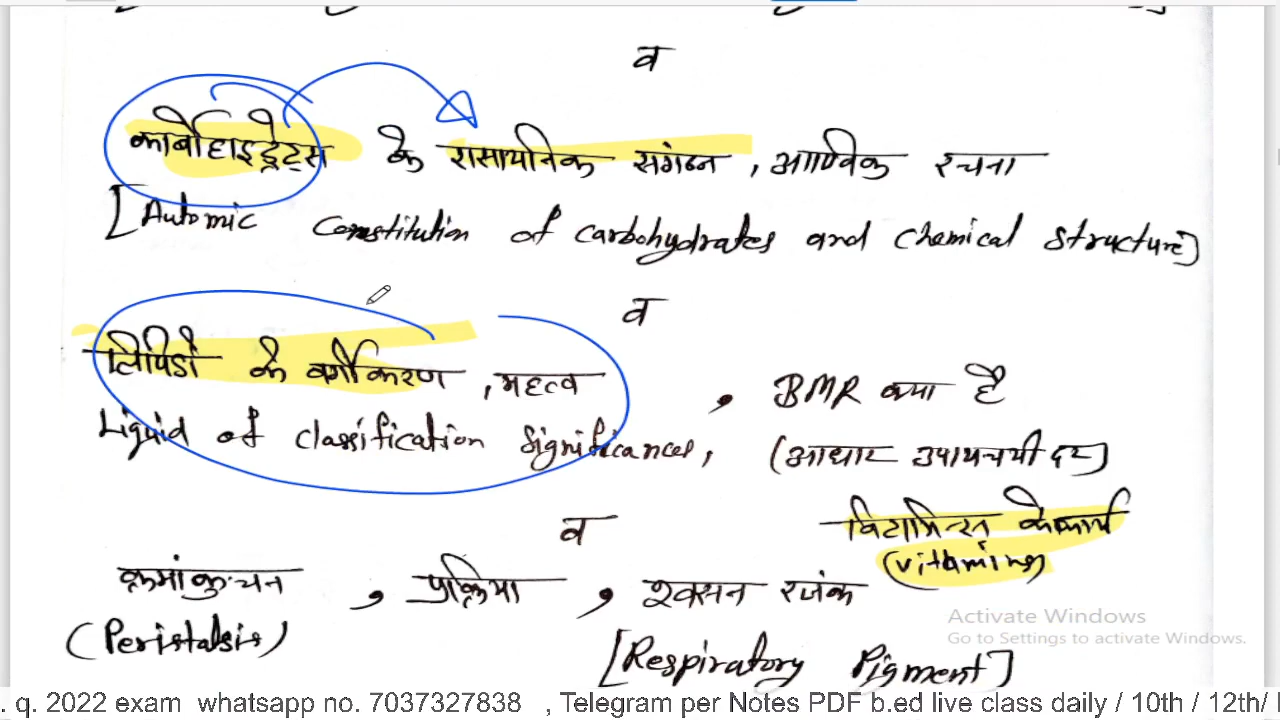 व
कार्बोहाइड्रेट्स के रासायनिक संगठन , आण्विक रचना
[Automic Constitution of carbohydrates and chemical structure]
व
लिपिडों के वर्गीकरण , महत्व , BMR क्या है
Liquid of classification significances, (आधार उपापचयी दर)
व
विटामिन्स के कार्य
(vitamins)
क्रमांकुंचन , प्रक्रिया , श्वसन रंजक
(Peristalsis) [Respiratory Pigment]
Activate Windows
Go to Settings to activate Windows.
. q. 2022 exam whatsapp no. 7037327838 , Telegram per Notes PDF b.ed live class daily / 10th / 12th/